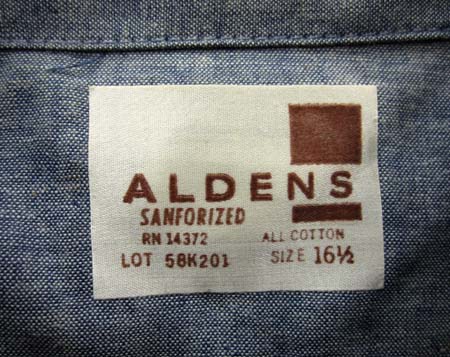 ALDENS
SANFORIZED
RN 14372 ALL COTTON
LOT 58K201 SIZE 16½